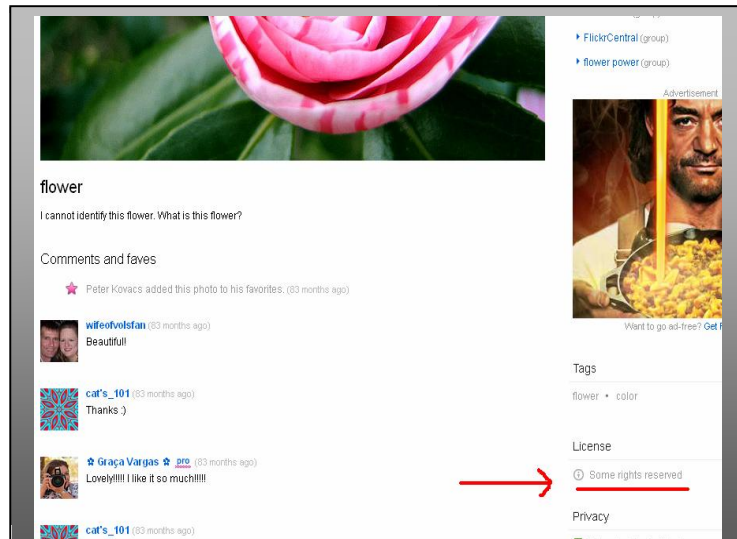 FlickrCentral (group)
flower power (group)
Advertisement
flower
I cannot identify this flower. What is this flower?
Comments and faves
Peter Kovacs added this photo to his favorites. (83 months ago)
wifeofvolsfan (83 months ago)
Beautiful!
cat's_101 (83 months ago)
Thanks :)
✿ Graça Vargas ✿ pro (83 months ago)
Lovely!!!!! I like it so much!!!!!
cat's_101 (83 months ago)
Want to go ad-free? Get
Tags
flower • color
License
Some rights reserved
Privacy